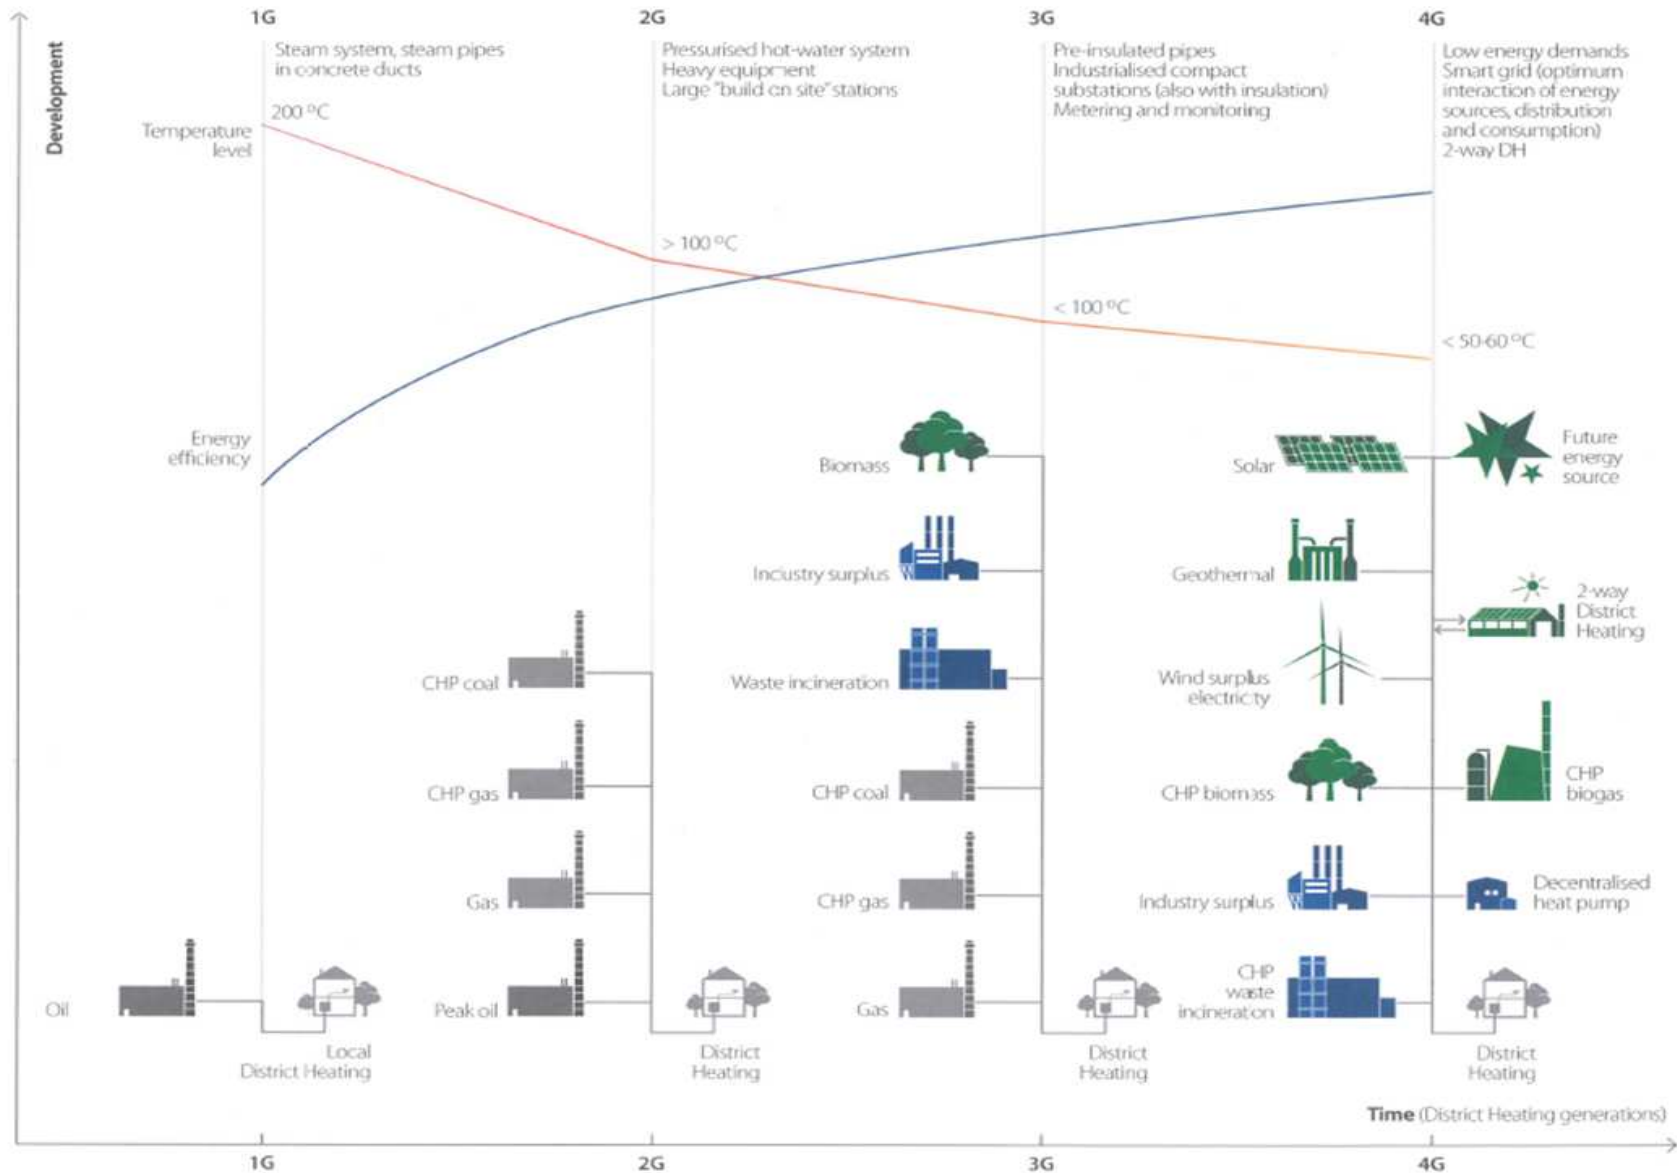 1G
2G
3G
4G
Development
Steam system, steam pipes
in concrete ducts
Pressurised hot-water system
Heavy equipment
Large "build on site" stations
Pre-insulated pipes
Industrialised compact
substations (also with insulation)
Metering and monitoring
Low energy demands
Smart grid (optimum
interaction of energy
sources, distribution
and consumption)
2-way DH
Temperature
level
200 °C
> 100 °C
< 100 °C
< 50-60 °C
Energy
efficiency
Biomass
Solar
Future
energy
source
Industry surplus
Geothermal
2-way
District
Heating
CHP coal
Waste incineration
Wind surplus
electricity
CHP gas
CHP coal
CHP biomass
CHP
biogas
Gas
CHP gas
Industry surplus
Decentralised
heat pump
Oil
Peak oil
Gas
CHP
waste
incineration
Local
District Heating
District
Heating
District
Heating
District
Heating
Time (District Heating generations)
1G
2G
3G
4G